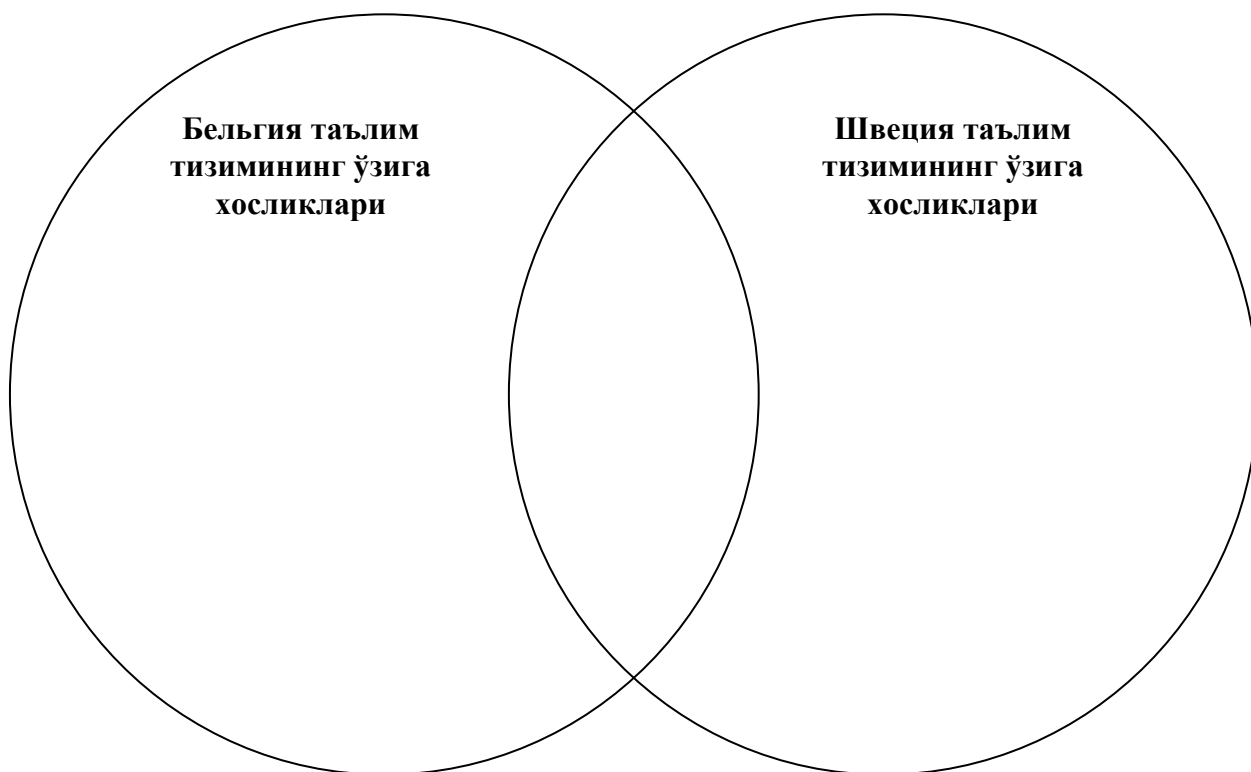 Бельгия таълим
тизимининг ўзига
хосликлари
Швеция таълим
тизимининг ўзига
хосликлари